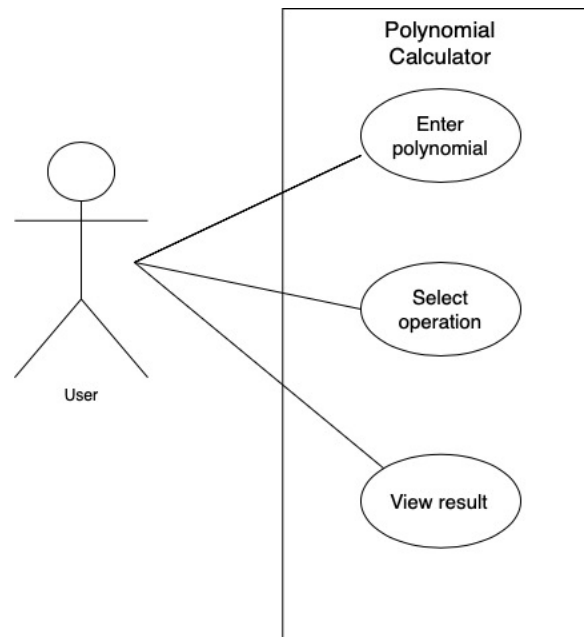 Polynomial
Calculator
Enter
polynomial
Select
operation
User
View result